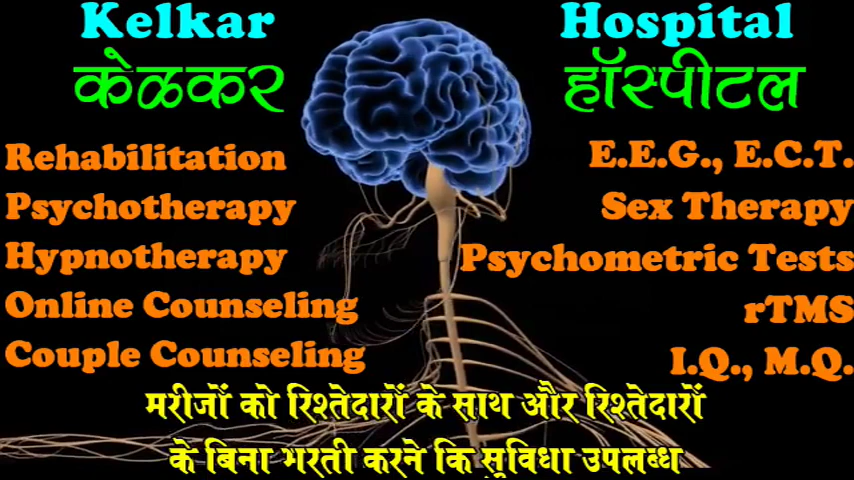 Kelkar Hospital
केळकर हॉस्पीटल
Rehabilitation
Psychotherapy
Hypnotherapy
Online Counseling
Couple Counseling
E.E.G., E.C.T.
Sex Therapy
Psychometric Tests
rTMS
I.Q., M.Q.
मरीजों को रिश्तेदारों के साथ और रिश्तेदारों
के बिना भरती करने कि सुविधा उपलब्ध